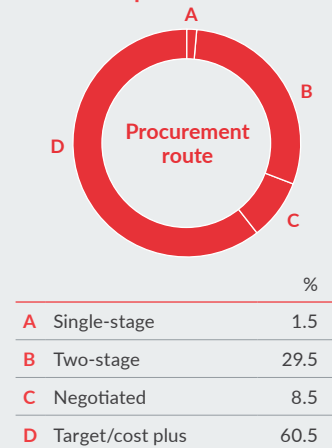 A
B
D
Procurement
route
C
%
A Single-stage 1.5
B Two-stage 29.5
C Negotiated 8.5
D Target/cost plus 60.5